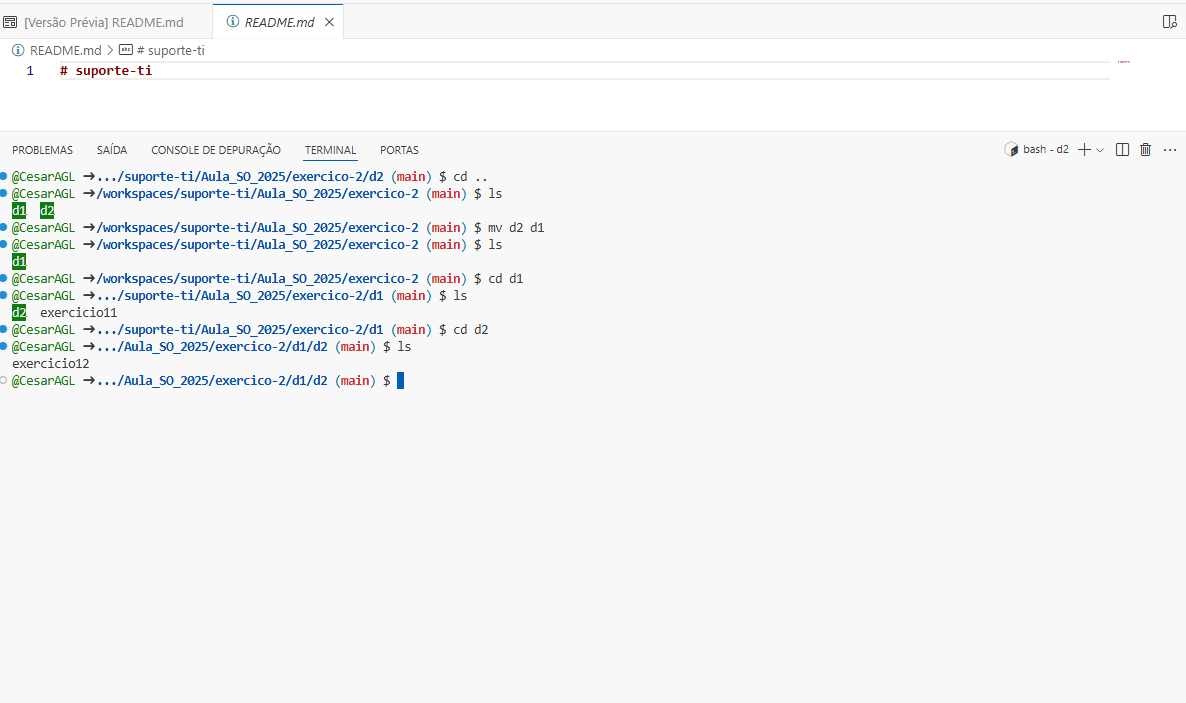 [Versão Prévia] README.md README.md
README.md > # suporte-ti
1 # suporte-ti
PROBLEMAS SAÍDA CONSOLE DE DEPURAÇÃO TERMINAL PORTAS bash - d2
@CesarAGL ➜.../suporte-ti/Aula_SO_2025/exercico-2/d2 (main) $ cd ..
@CesarAGL ➜/workspaces/suporte-ti/Aula_SO_2025/exercico-2 (main) $ ls
d1 d2
@CesarAGL ➜/workspaces/suporte-ti/Aula_SO_2025/exercico-2 (main) $ mv d2 d1
@CesarAGL ➜/workspaces/suporte-ti/Aula_SO_2025/exercico-2 (main) $ ls
d1
@CesarAGL ➜/workspaces/suporte-ti/Aula_SO_2025/exercico-2 (main) $ cd d1
@CesarAGL ➜.../suporte-ti/Aula_SO_2025/exercico-2/d1 (main) $ ls
d2 exercicio11
@CesarAGL ➜.../suporte-ti/Aula_SO_2025/exercico-2/d1 (main) $ cd d2
@CesarAGL ➜.../Aula_SO_2025/exercico-2/d1/d2 (main) $ ls
exercicio12
@CesarAGL ➜.../Aula_SO_2025/exercico-2/d1/d2 (main) $